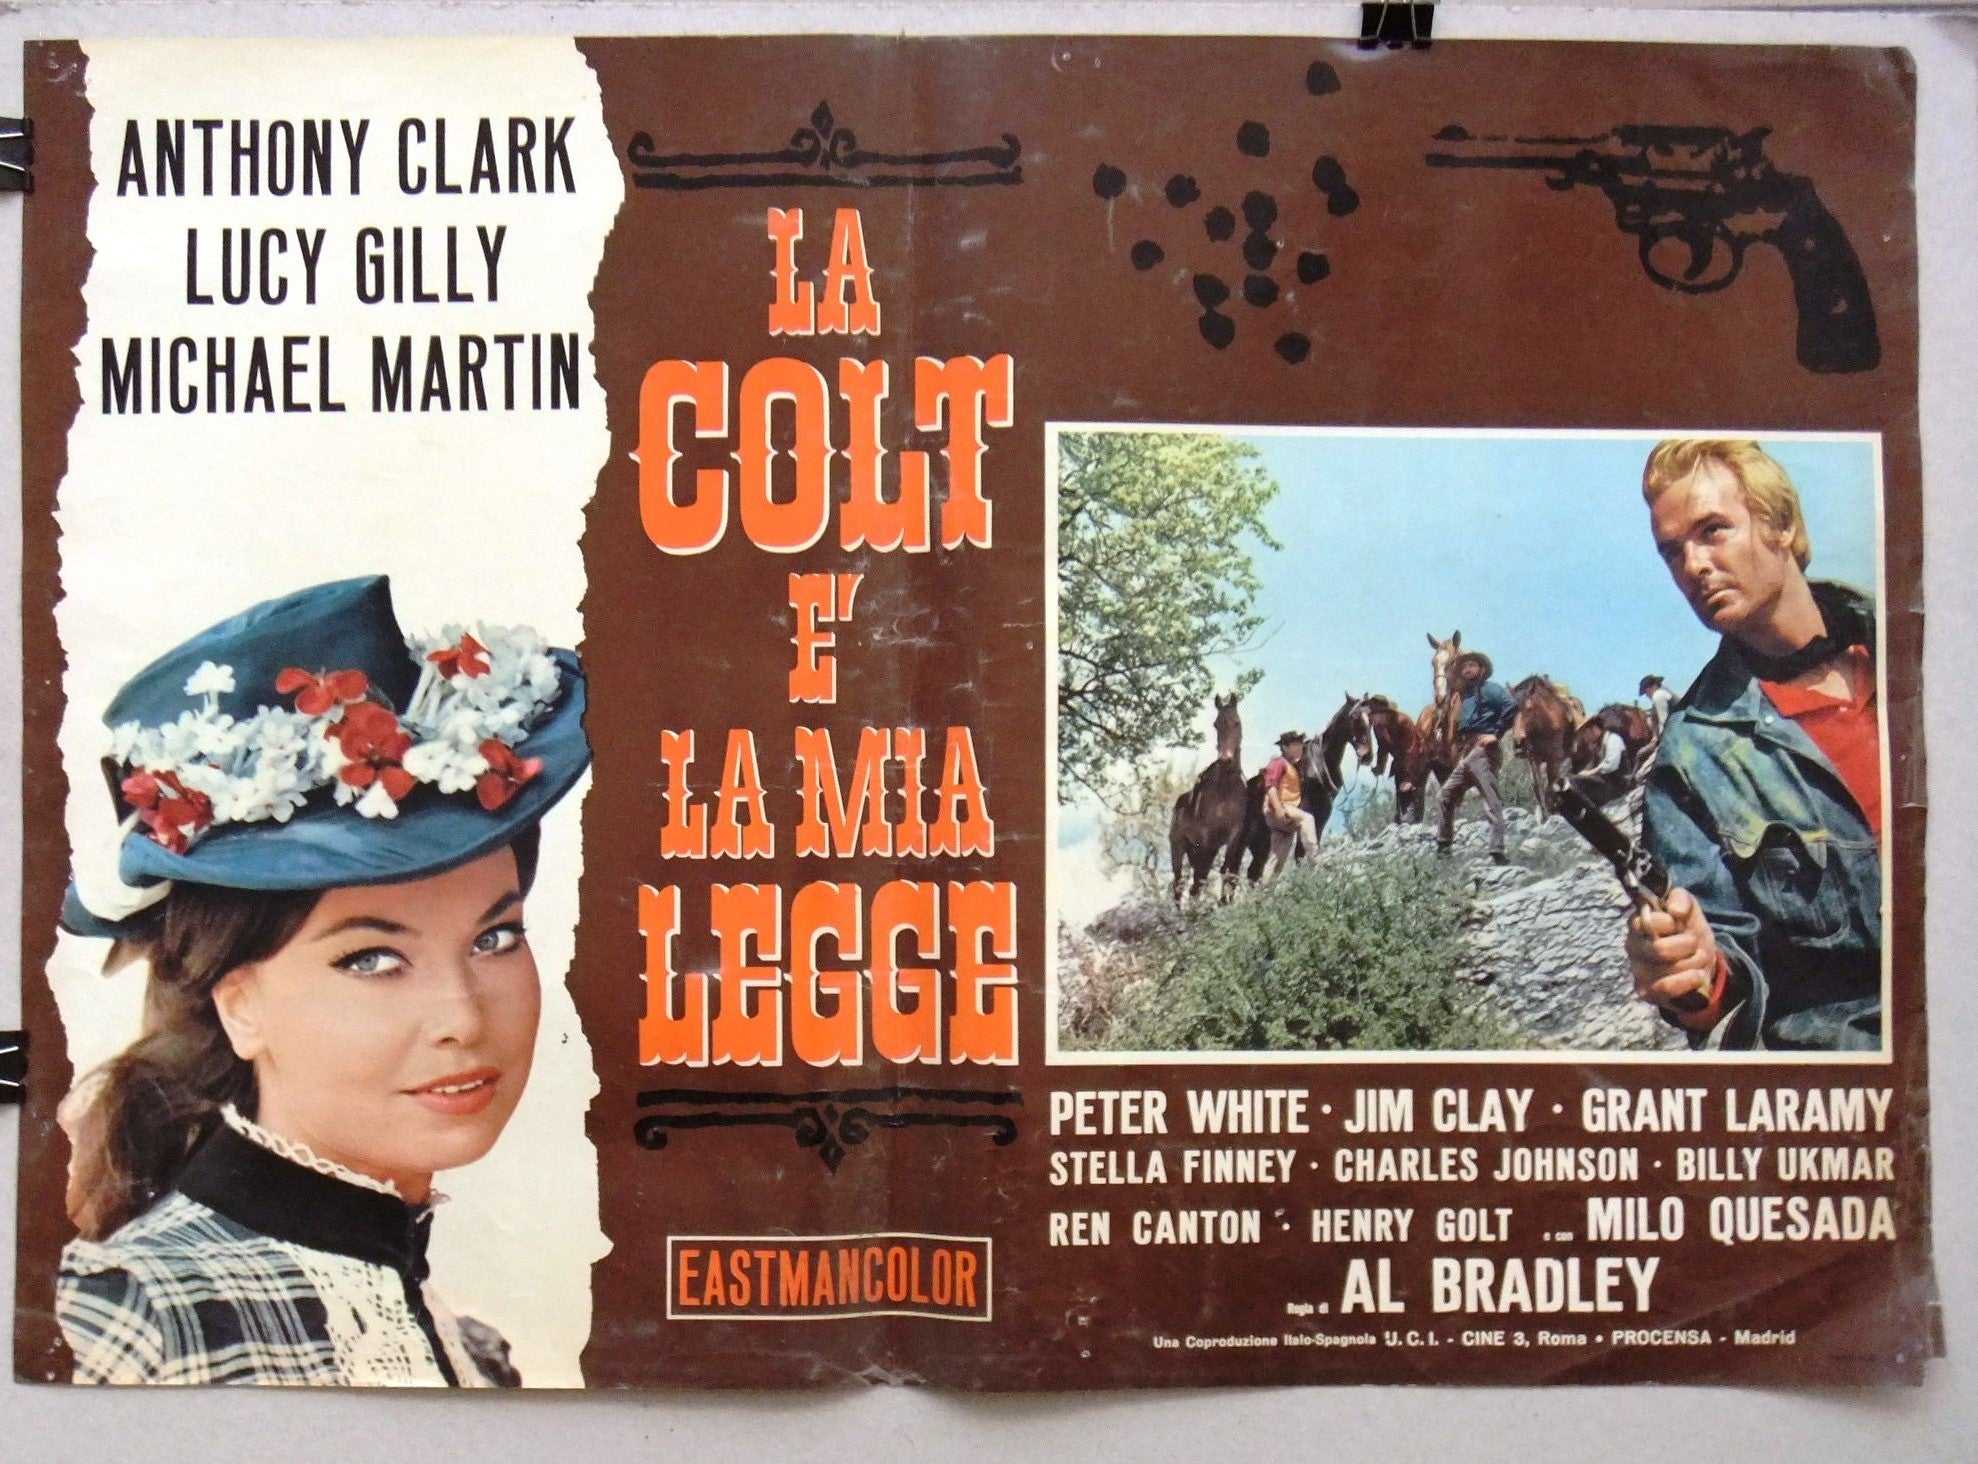 ANTHONY CLARK
LUCY GILLY
MICHAEL MARTIN
LA
COLT
E'
LA MIA
LEGGE
EASTMANCOLOR
PETER WHITE • JIM CLAY • GRANT LARAMY
STELLA FINNEY • CHARLES JOHNSON • BILLY UKMAR
REN CANTON • HENRY GOLT e con MILO QUESADA
Regia di AL BRADLEY
Una Coproduzione Italo-Spagnola U.C.I. - CINE 3, Roma • PROCENSA - Madrid